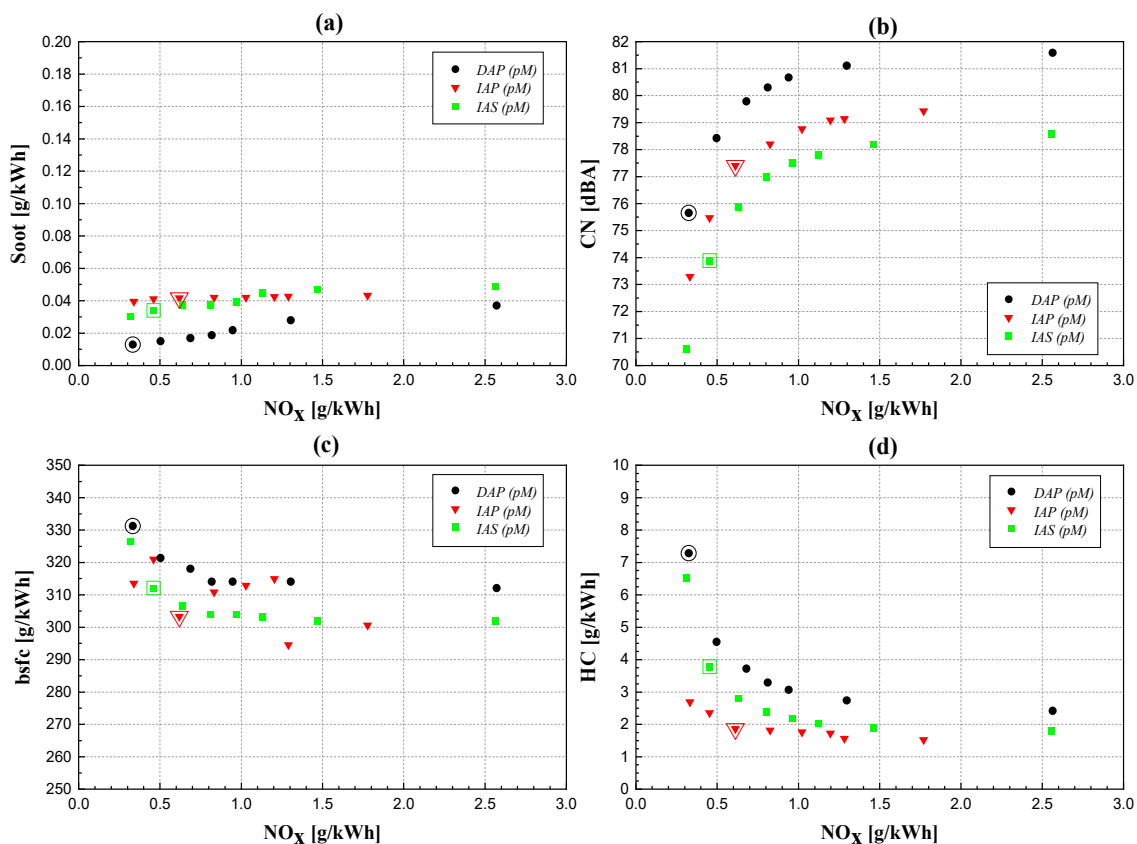 (a)
Soot [g/kWh]
0.20
0.18
0.16
0.14
0.12
0.10
0.08
0.06
0.04
0.02
0.00
DAP (pM)
IAP (pM)
IAS (pM)
0.0 0.5 1.0 1.5 2.0 2.5 3.0
NOX [g/kWh]
(b)
CN [dBA]
82
81
80
79
78
77
76
75
74
73
72
71
70
DAP (pM)
IAP (pM)
IAS (pM)
0.0 0.5 1.0 1.5 2.0 2.5 3.0
NOX [g/kWh]
(c)
bsfc [g/kWh]
350
340
330
320
310
300
290
280
270
260
250
DAP (pM)
IAP (pM)
IAS (pM)
0.0 0.5 1.0 1.5 2.0 2.5 3.0
NOX [g/kWh]
(d)
HC [g/kWh]
10
9
8
7
6
5
4
3
2
1
0
DAP (pM)
IAP (pM)
IAS (pM)
0.0 0.5 1.0 1.5 2.0 2.5 3.0
NOX [g/kWh]